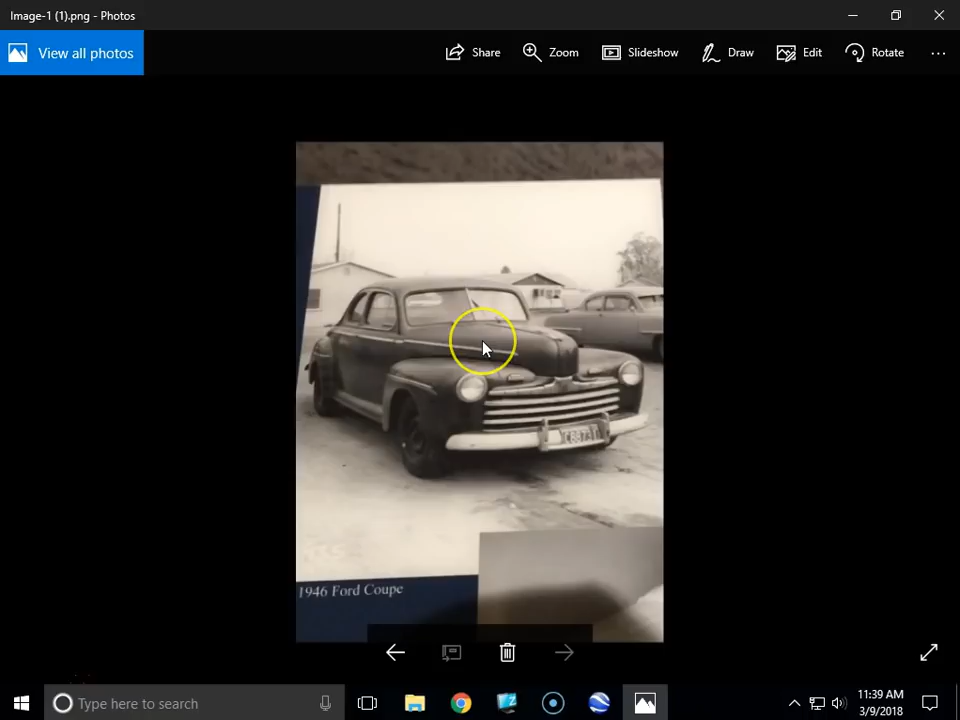 Image-1 (1).png - Photos
View all photos
Share
Zoom
Slideshow
Draw
Edit
Rotate
1946 Ford Coupe
Type here to search
11:39 AM
3/9/2018